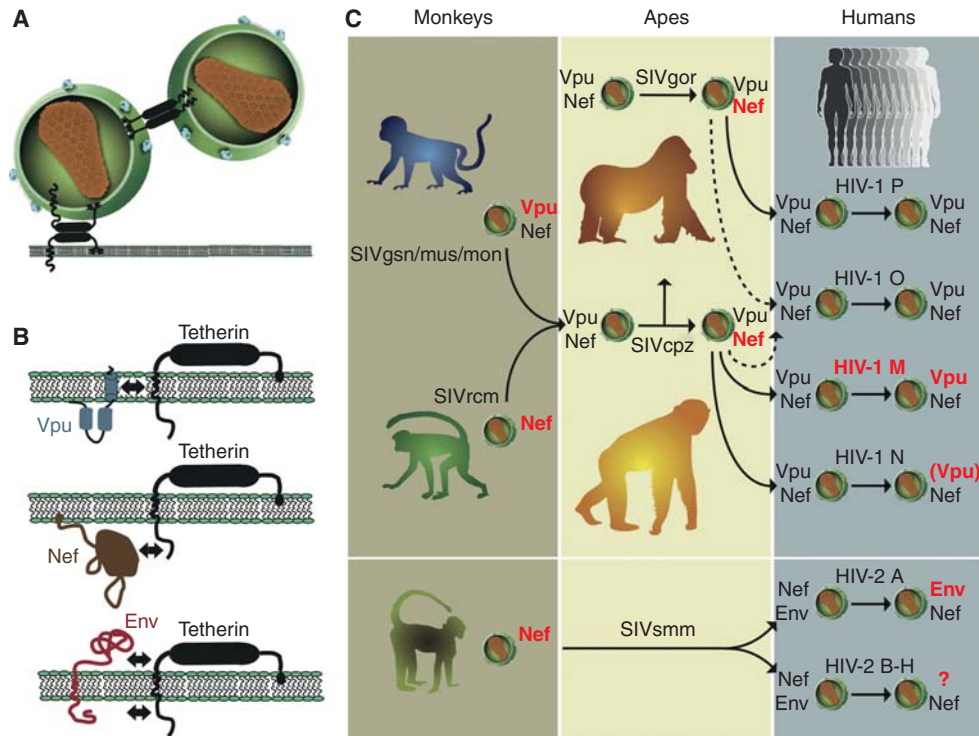 A
B
Tetherin
Vpu
Tetherin
Nef
Env
Tetherin
C
Monkeys
Apes
Humans
Vpu
Nef
SIVgsn/mus/mon
SIVrcm
Nef
Vpu
Nef
SIVgor
Vpu
Nef
Vpu
Nef
SIVcpz
Vpu
Nef
HIV-1 P
Vpu
Nef
Vpu
Nef
HIV-1 O
Vpu
Nef
Vpu
Nef
HIV-1 M
Vpu
Nef
Vpu
Nef
HIV-1 N
Vpu
Nef
(Vpu)
Nef
Nef
SIVsmm
HIV-2 A
Nef
Env
Env
Nef
HIV-2 B-H
Nef
Env
?
Nef